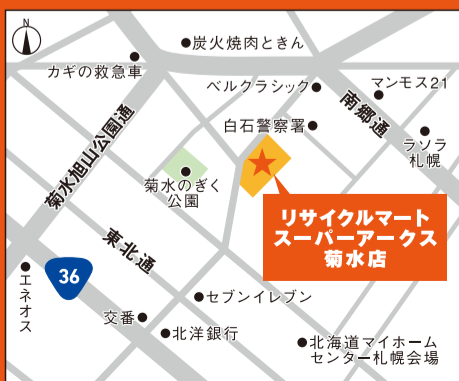 N
炭火焼肉ときん
カギの救急車
ベルクラシック
マンモス21
南郷通
白石警察署
ラソラ
札幌
菊水旭山公園通
菊水のぎく
公園
リサイクルマート
スーパーアークス
菊水店
東北通
36
エネオス
セブンイレブン
交番
北洋銀行
北海道マイホーム
センター札幌会場